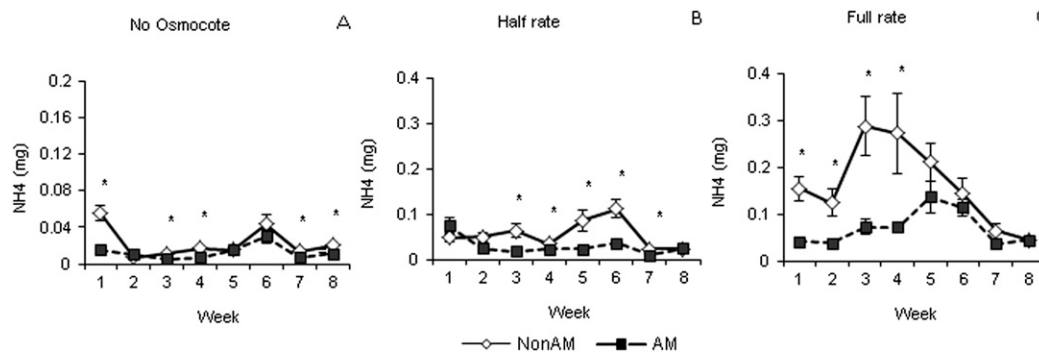 No Osmocote A
NH4 (mg)
0.2
0.16
0.12
0.08
0.04
0
*
* *
* *
1 2 3 4 5 6 7 8
Week
Half rate B
NH4 (mg)
0.4
0.3
0.2
0.1
0
* * * * *
1 2 3 4 5 6 7 8
Week
Full rate
NH4 (mg)
0.4
0.3
0.2
0.1
0
* * * *
1 2 3 4 5 6 7 8
Week
NonAM AM